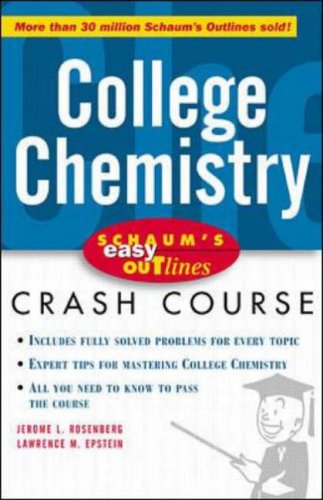 More than 30 million Schaum's Outlines sold!
College
Chemistry
SCHAUM'S
easy
OUTlines
CRASH COURSE
• INCLUDES FULLY SOLVED PROBLEMS FOR EVERY TOPIC
• EXPERT TIPS FOR MASTERING COLLEGE CHEMISTRY
• ALL YOU NEED TO KNOW TO PASS
THE COURSE
JEROME L. ROSENBERG
LAWRENCE M. EPSTEIN